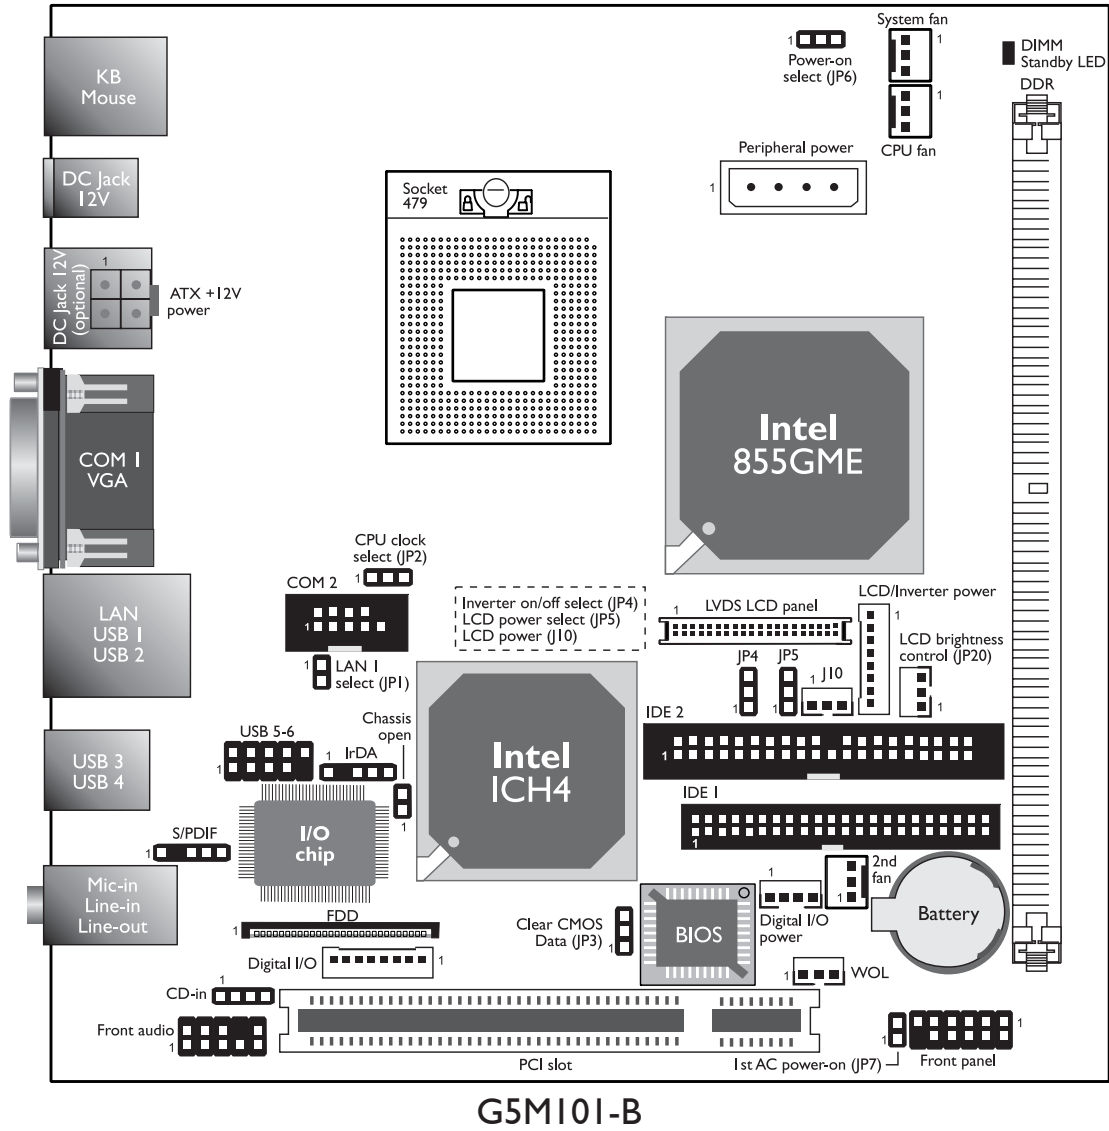 System fan
1
1
Power-on
select (JP6)
DIMM
Standby LED
DDR
KB
Mouse
1
CPU fan
Peripheral power
1
DC Jack
12V
Socket
479
DC Jack 12V
(optional)
1
ATX +12V
power
Intel
855GME
COM 1
VGA
CPU clock
select (JP2)
1
COM 2
1
Inverter on/off select (JP4)
LCD power select (JP5)
LCD power (J10)
LCD/Inverter power
1
LVDS LCD panel
1
LAN
USB 1
USB 2
LCD brightness
control (JP20)
1
1
LAN 1
select (JP1)
JP4
1
JP5
1
J10
1
Chassis
open
1
IDE 2
1
USB 5-6
1
IrDA
1
Intel
ICH4
USB 3
USB 4
IDE 1
1
S/PDIF
1
I/O
chip
2nd
fan
1
Mic-in
Line-in
Line-out
1
Digital I/O
power
Battery
FDD
1
Clear CMOS
Data (JP3)
1
BIOS
Digital I/O
1
WOL
1
CD-in
1
Front audio
1
PCI slot
1st AC power-on (JP7)
1
Front panel
1
G5M101-B